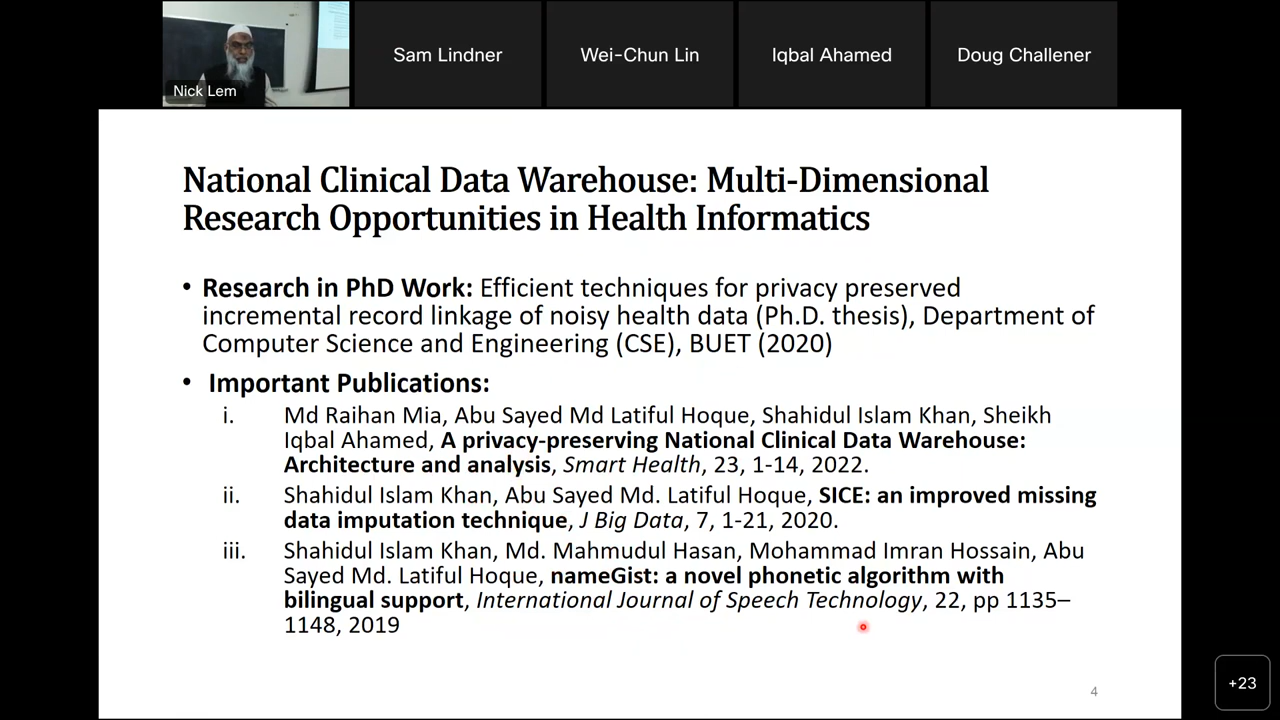 Nick Lem
Sam Lindner
Wei-Chun Lin
Iqbal Ahamed
Doug Challener
National Clinical Data Warehouse: Multi-Dimensional
Research Opportunities in Health Informatics
• Research in PhD Work: Efficient techniques for privacy preserved
incremental record linkage of noisy health data (Ph.D. thesis), Department of
Computer Science and Engineering (CSE), BUET (2020)
• Important Publications:
i. Md Raihan Mia, Abu Sayed Md Latiful Hoque, Shahidul Islam Khan, Sheikh
Iqbal Ahamed, A privacy-preserving National Clinical Data Warehouse:
Architecture and analysis, Smart Health, 23, 1-14, 2022.
ii. Shahidul Islam Khan, Abu Sayed Md. Latiful Hoque, SICE: an improved missing
data imputation technique, J Big Data, 7, 1-21, 2020.
iii. Shahidul Islam Khan, Md. Mahmudul Hasan, Mohammad Imran Hossain, Abu
Sayed Md. Latiful Hoque, nameGist: a novel phonetic algorithm with
bilingual support, International Journal of Speech Technology, 22, pp 1135–
1148, 2019
4
+23